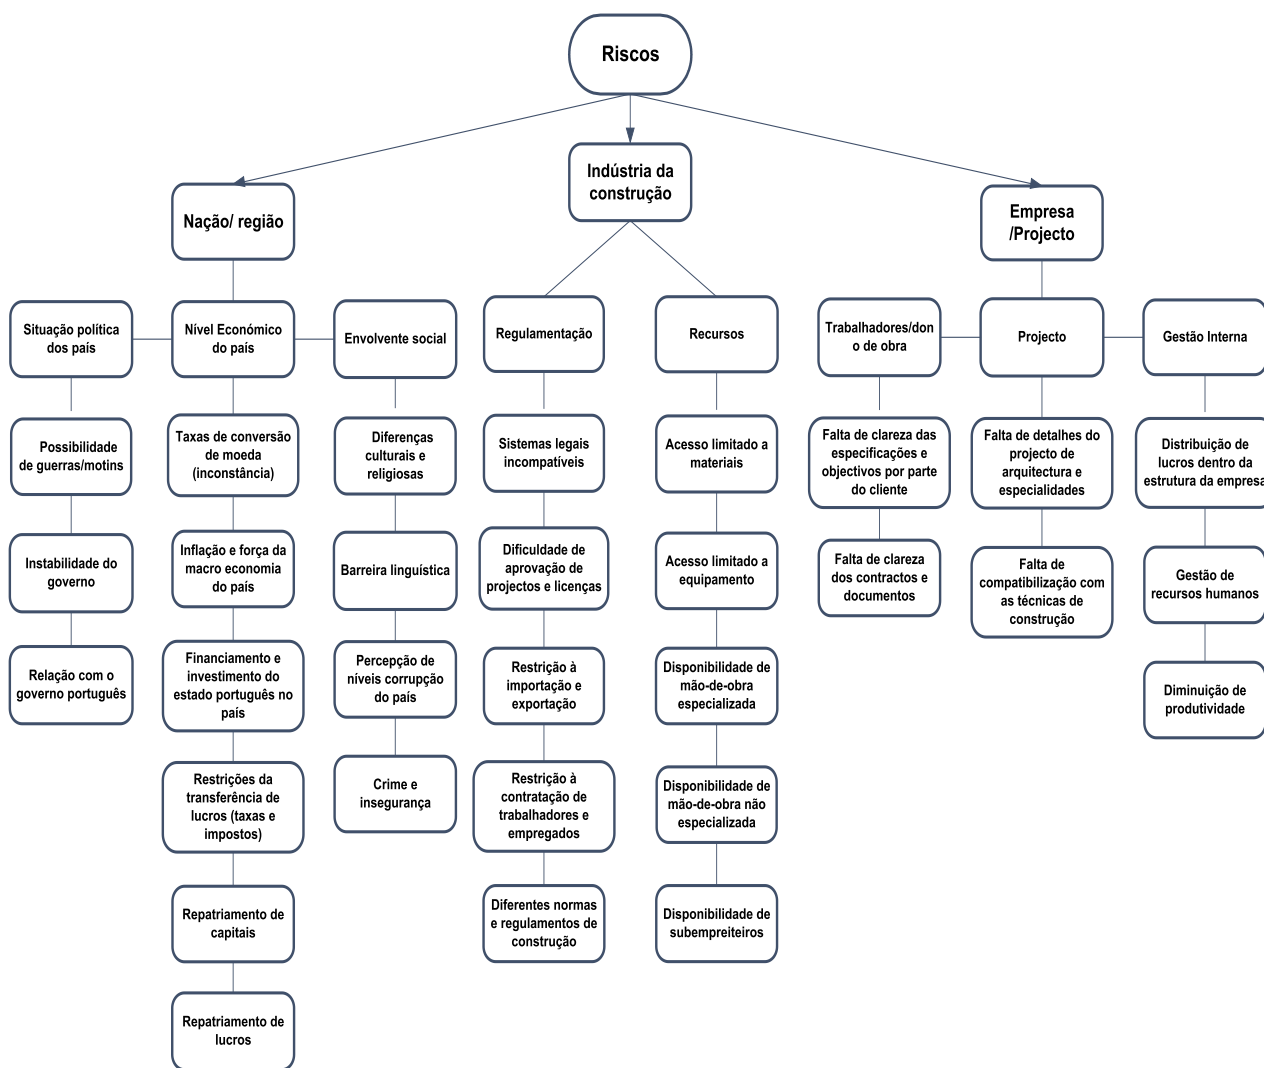 Riscos
Indústria da
construção
Nação/ região
Empresa
/Projecto
Situação política
dos país
Nível Económico
do país
Envolvente social
Regulamentação
Recursos
Trabalhadores/don
o de obra
Projecto
Gestão Interna
Possibilidade
de guerras/motins
Instabilidade do
governo
Relação com o
governo português
Taxas de conversão
de moeda
(inconstância)
Inflação e força da
macro economia
do país
Financiamento e
investimento do
estado português no
país
Restrições da
transferência de
lucros (taxas e
impostos)
Repatriamento de
capitais
Repatriamento de
lucros
Diferenças
culturais e
religiosas
Barreira linguística
Percepção de
níveis corrupção
do país
Crime e
insegurança
Sistemas legais
incompatíveis
Dificuldade de
aprovação de
projectos e licenças
Restrição à
importação e
exportação
Restrição à
contratação de
trabalhadores e
empregados
Diferentes normas
e regulamentos de
construção
Acesso limitado a
materiais
Acesso limitado a
equipamento
Disponibilidade de
mão-de-obra
especializada
Disponibilidade de
mão-de-obra não
especializada
Disponibilidade de
subempreiteiros
Falta de clareza das
especificações e
objectivos por parte
do cliente
Falta de clareza
dos contractos e
documentos
Falta de detalhes do
projecto de
arquitectura e
especialidades
Falta de
compatibilização com
as técnicas de
construção
Distribuição de
lucros dentro da
estrutura da empresa
Gestão de
recursos humanos
Diminuição de
produtividade